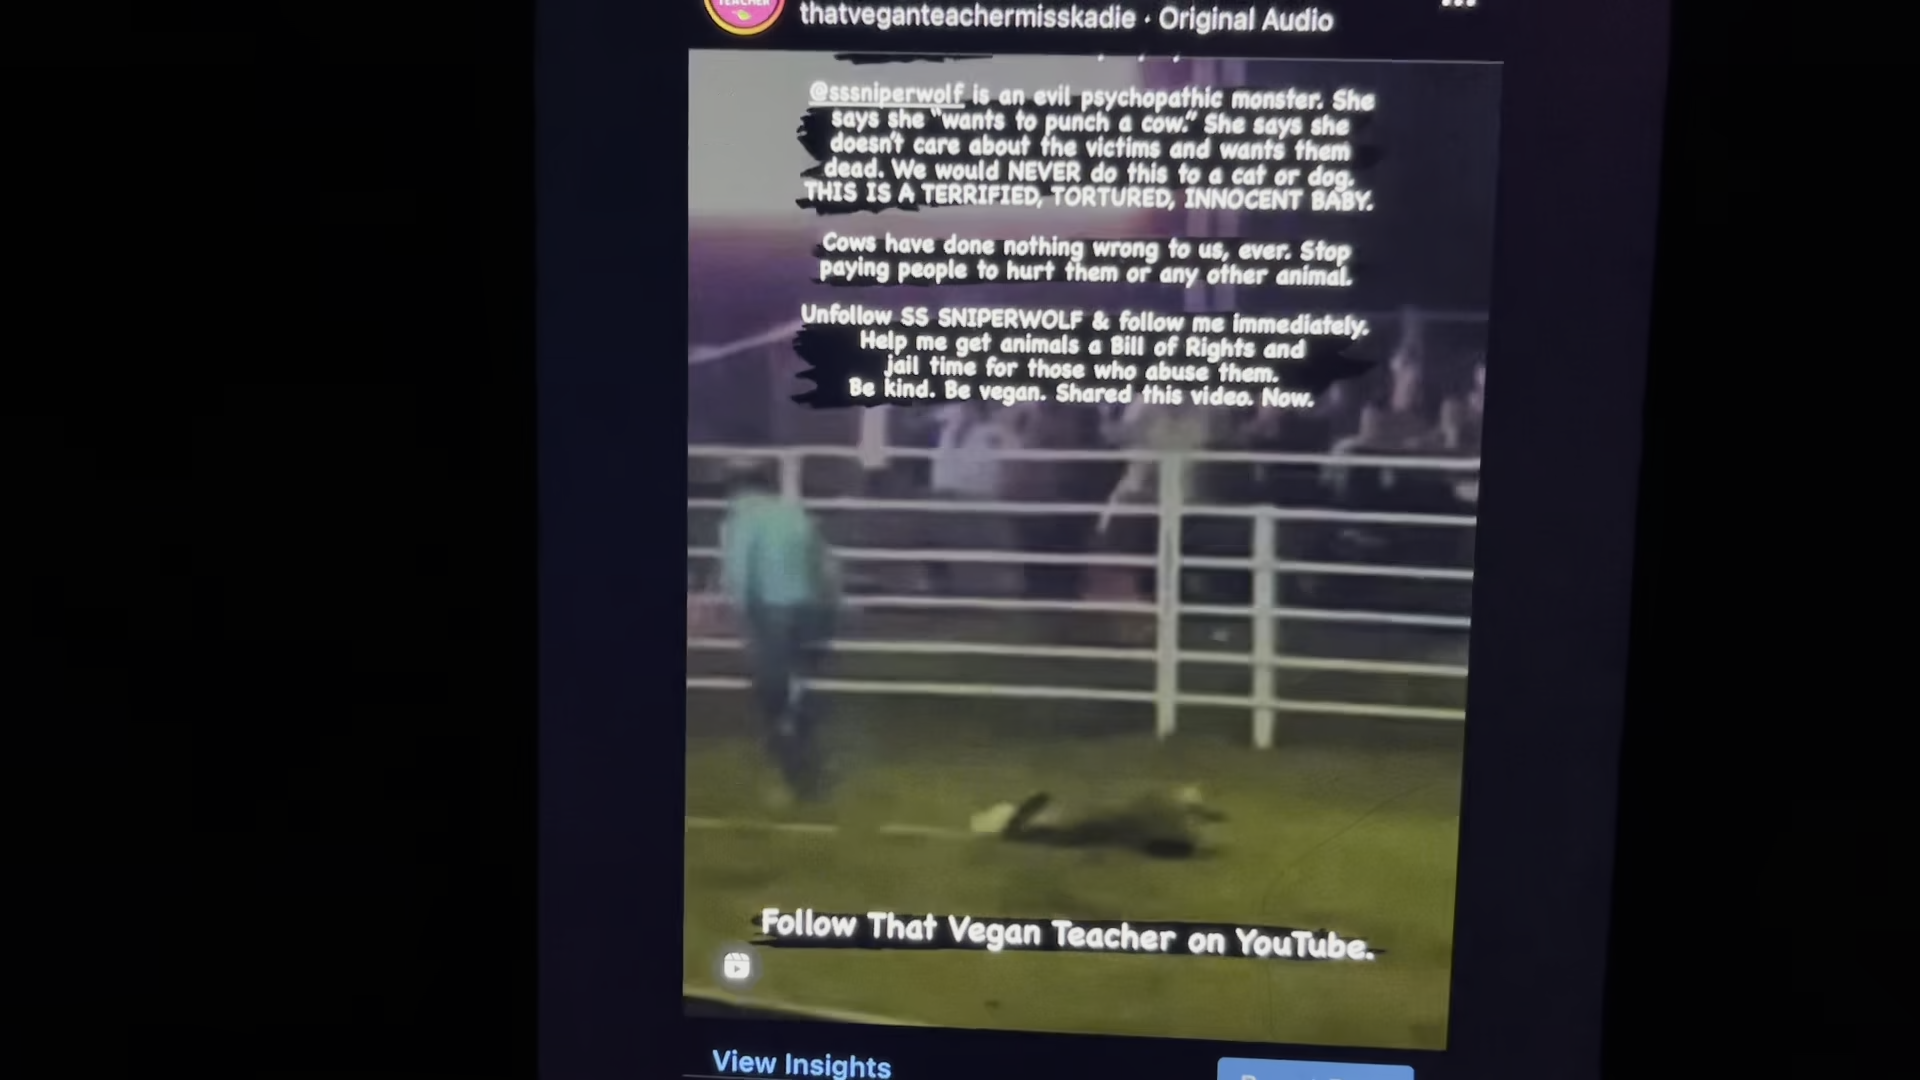 TEACHER
thatveganteachermisskadie · Original Audio
@sssniperwolf is an evil psychopathic monster. She
says she "wants to punch a cow." She says she
doesn't care about the victims and wants them
dead. We would NEVER do this to a cat or dog.
THIS IS A TERRIFIED, TORTURED, INNOCENT BABY.
Cows have done nothing wrong to us, ever. Stop
paying people to hurt them or any other animal.
Unfollow SS SNIPERWOLF & follow me immediately.
Help me get animals a Bill of Rights and
jail time for those who abuse them.
Be kind. Be vegan. Shared this video. Now.
Follow That Vegan Teacher on YouTube.
View Insights